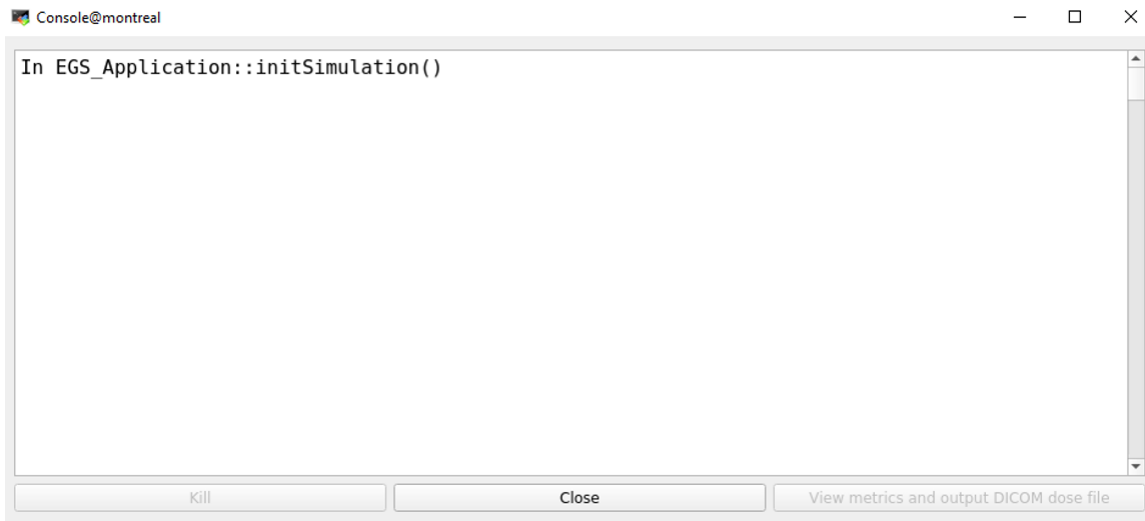 Console@montreal
In EGS_Application::initSimulation()
Kill
Close
View metrics and output DICOM dose file